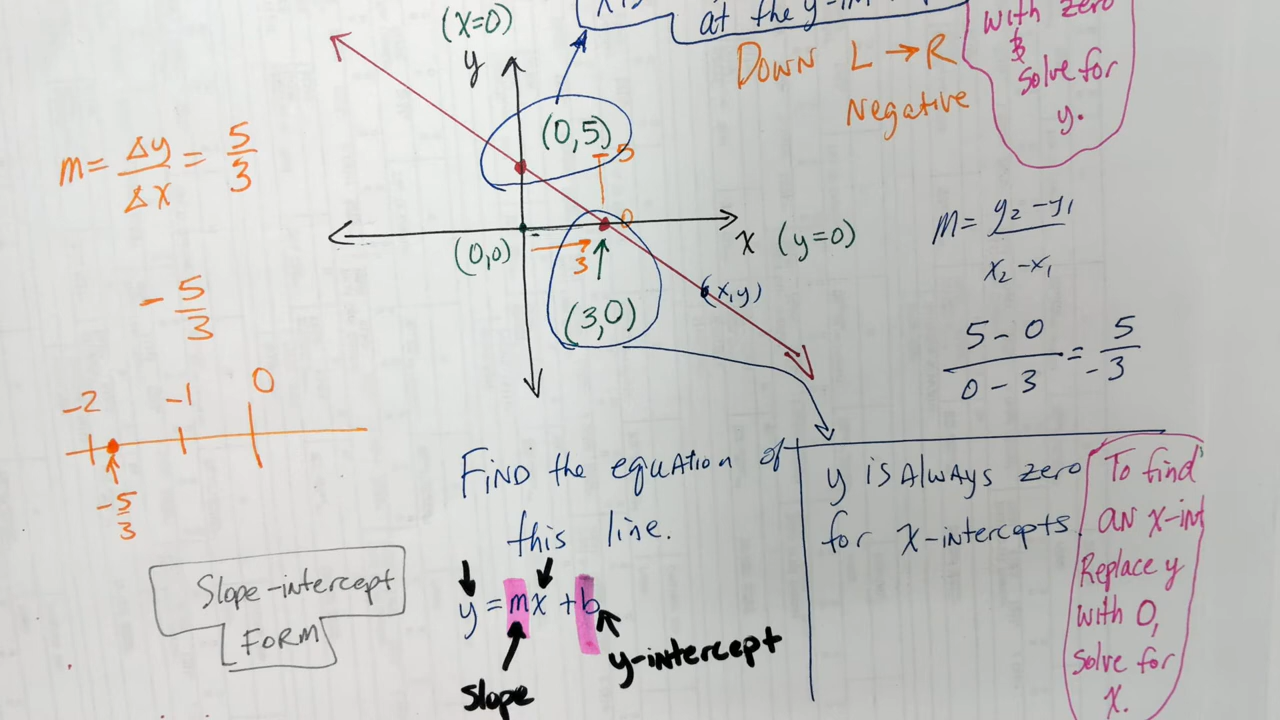 (x=0)
y
at the y-int
with zero
&
Solve for
y.
DOWN L → R
Negative
(0,5)
5
0
m = Δy/Δx = 5/3
(0,0)
3
x (y=0)
(3,0)
(x,y)
m = y₂ - y₁
x₂ - x₁
5 - 0 / 0 - 3 = 5 / -3
- 5/3
-2 -1 0
-5/3
Find the equation of
this line.
y = mx + b
y-intercept
slope
Slope-intercept
FORM
y is Always zero
for x-intercepts.
To find
AN x-int
Replace y
with 0,
Solve for
x.